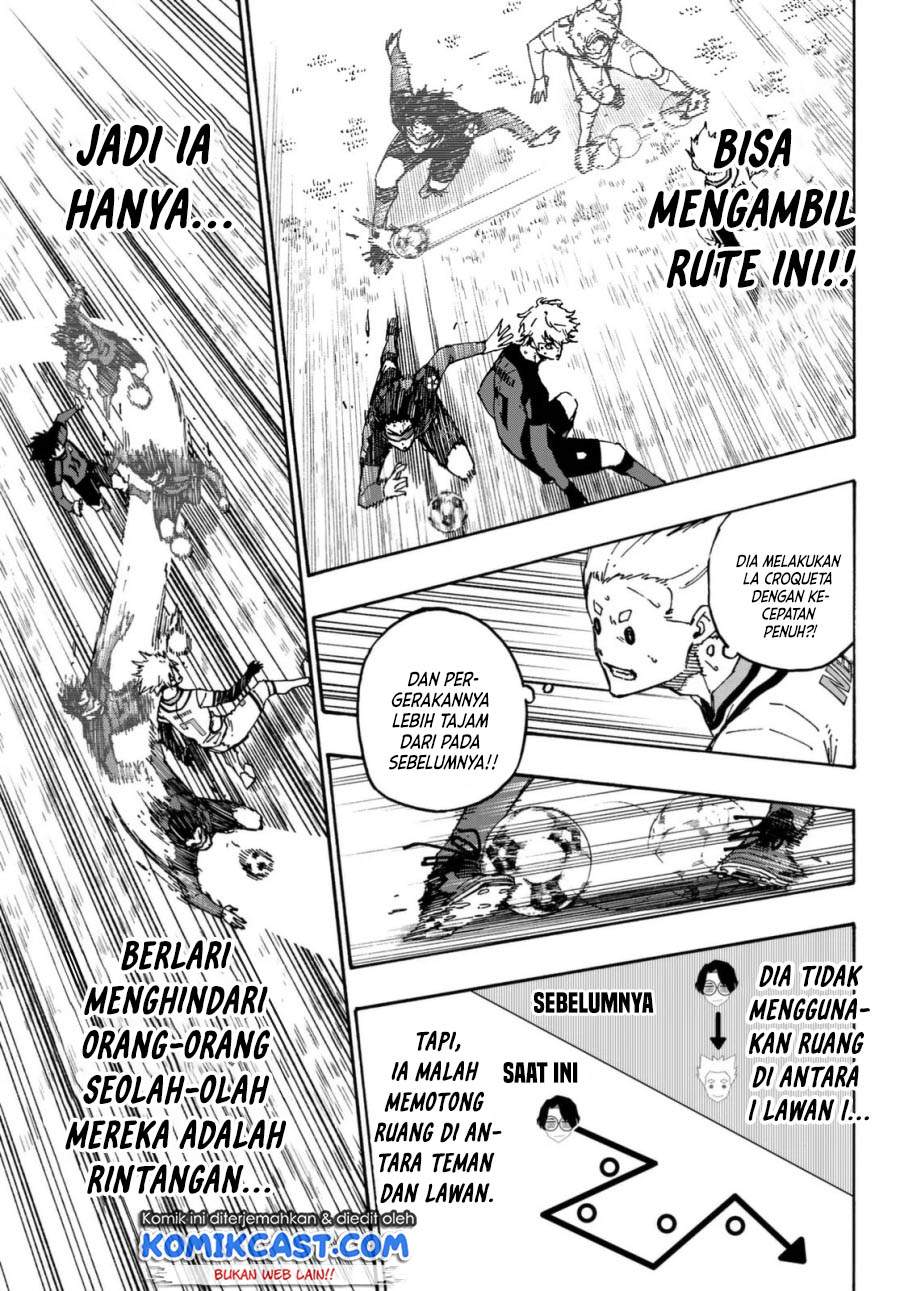 BISA
MENGAMBIL
RUTE INI!!
DIA MELAKUKAN
LA CROQUETA
DENGAN KE-
CEPATAN
PENUH?!
DAN PER-
GERAKANNYA
LEBIH TAJAM
DARI PADA
SEBELUMNYA!!
DIA TIDAK
MENGGUNA-
KAN RUANG
DI ANTARA
1 LAWAN 1...
SEBELUMNYA
SAAT INI
TAPI,
IA MALAH
MEMOTONG
RUANG DI AN-
TARA TEMAN
DAN LAWAN.
JADI IA
HANYA...
BERLARI
MENGHINDARI
ORANG-ORANG
SEOLAH-OLAH
MEREKA ADALAH
RINTANGAN...
Komik ini diterjemahkan & diedit oleh
KOMIKCAST.COM
BUKAN WEB LAIN!!